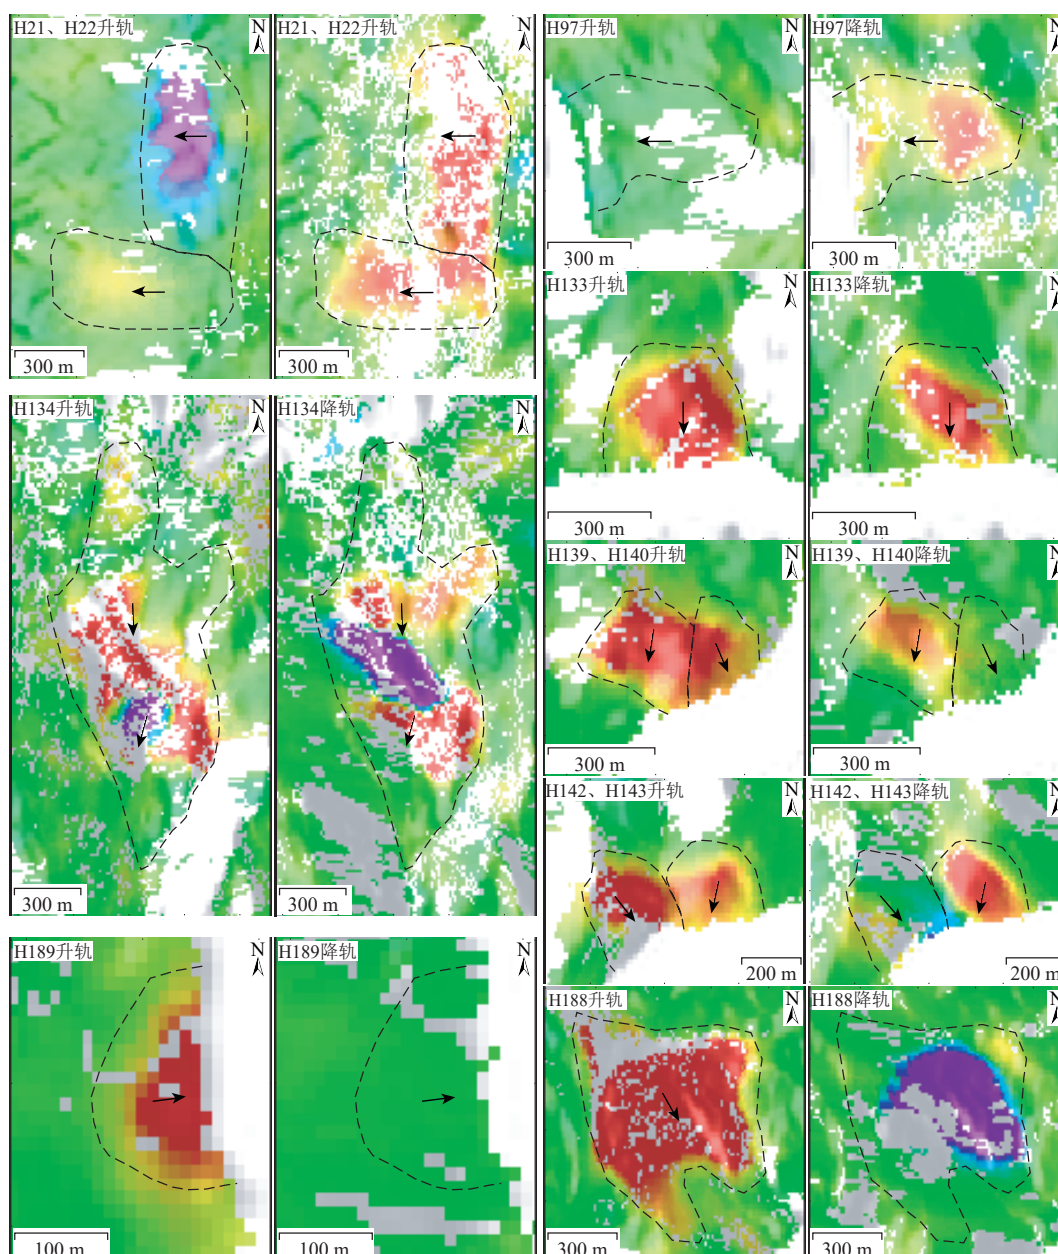 H21、H22升轨
N
H21、H22升轨
N
H97升轨
N
H97降轨
N
300 m
300 m
300 m
300 m
H133升轨
N
H133降轨
N
300 m
300 m
H134升轨
N
H134降轨
N
300 m
300 m
H139、H140升轨
N
H139、H140降轨
N
300 m
300 m
H142、H143升轨
N
H142、H143降轨
N
200 m
200 m
H189升轨
N
H189降轨
N
100 m
100 m
H188升轨
N
H188降轨
N
300 m
300 m